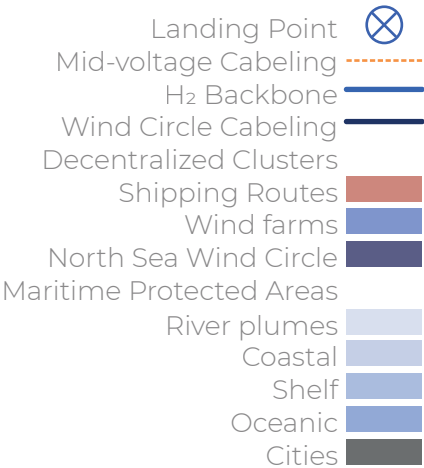 Landing Point
Mid-voltage Cabeling
H₂ Backbone
Wind Circle Cabeling
Decentralized Clusters
Shipping Routes
Wind farms
North Sea Wind Circle
Maritime Protected Areas
River plumes
Coastal
Shelf
Oceanic
Cities